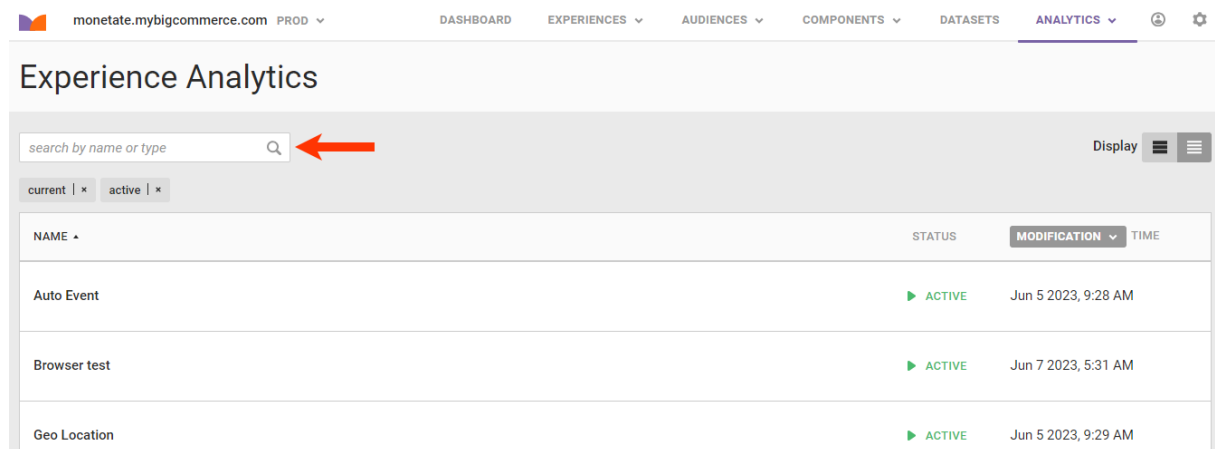 monetate.mybigcommerce.com PROD DASHBOARD EXPERIENCES AUDIENCES COMPONENTS DATASETS ANALYTICS
Experience Analytics
search by name or type Display
current | × active | ×
NAME STATUS MODIFICATION TIME
Auto Event ACTIVE Jun 5 2023, 9:28 AM
Browser test ACTIVE Jun 7 2023, 5:31 AM
Geo Location ACTIVE Jun 5 2023, 9:29 AM